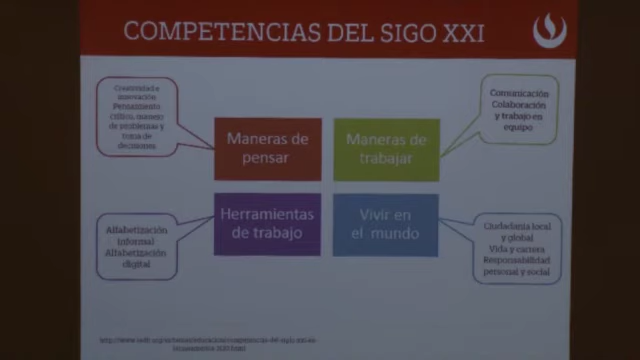 COMPETENCIAS DEL SIGO XXI
Creatividad e
innovación
Pensamiento
crítico, manejo
de problemas y
toma de
decisiones
Maneras de
pensar
Maneras de
trabajar
Comunicación
Colaboración
y trabajo en
equipo
Alfabetización
Informal
Alfabetización
digital
Herramientas
de trabajo
Vivir en
el mundo
Ciudadanía local
y global
Vida y carrera
Responsabilidad
personal y social